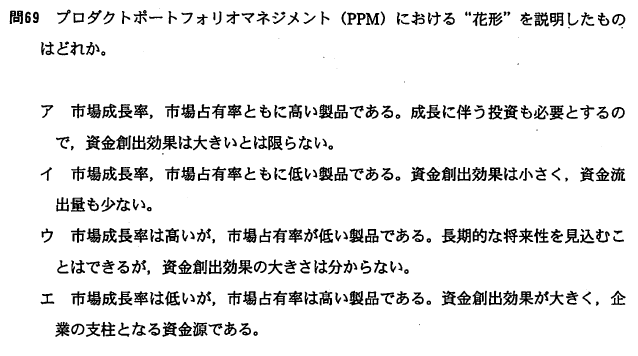 問69 プロダクトポートフォリオマネジメント（PPM）における“花形”を説明したもの
はどれか。
ア 市場成長率，市場占有率ともに高い製品である。成長に伴う投資も必要とするの
で，資金創出効果は大きいとは限らない。
イ 市場成長率，市場占有率ともに低い製品である。資金創出効果は小さく，資金流
出量も少ない。
ウ 市場成長率は高いが，市場占有率が低い製品である。長期的な将来性を見込むこ
とはできるが，資金創出効果の大きさは分からない。
エ 市場成長率は低いが，市場占有率は高い製品である。資金創出効果が大きく，企
業の支柱となる資金源である。